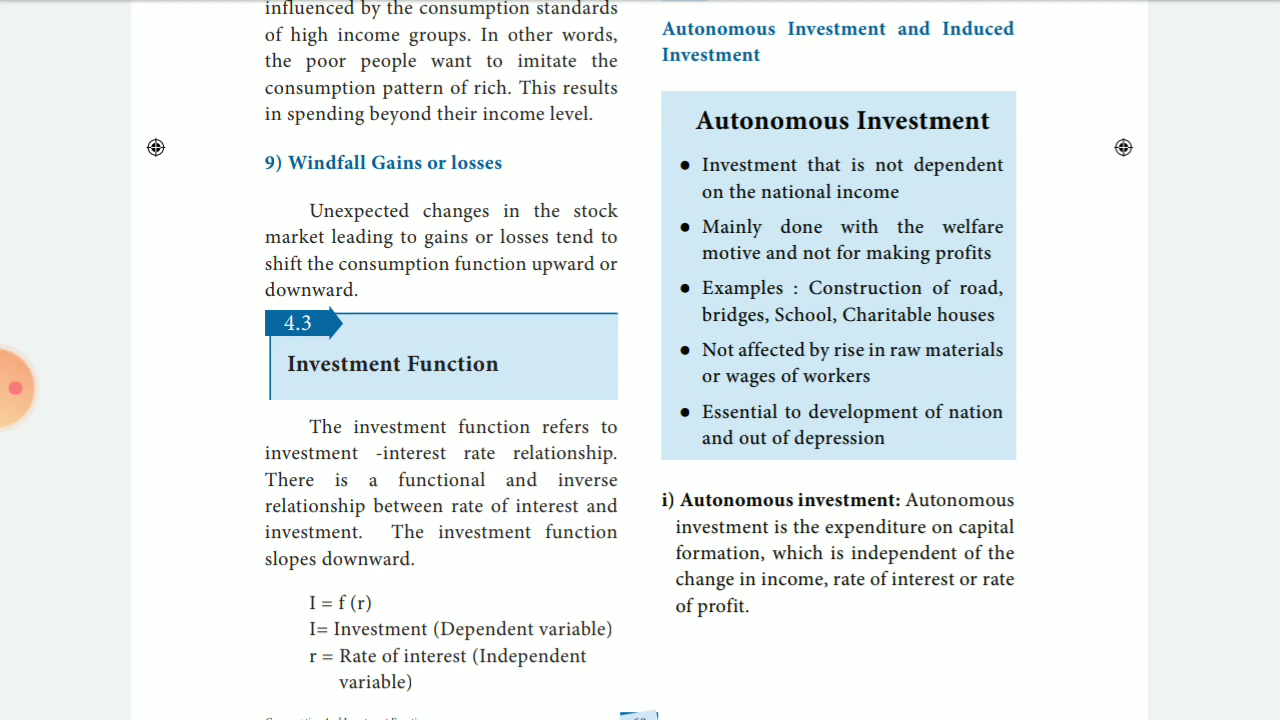 influenced by the consumption standards
of high income groups. In other words,
the poor people want to imitate the
consumption pattern of rich. This results
in spending beyond their income level.
9) Windfall Gains or losses
Unexpected changes in the stock
market leading to gains or losses tend to
shift the consumption function upward or
downward.
4.3
Investment Function
The investment function refers to
investment -interest rate relationship.
There is a functional and inverse
relationship between rate of interest and
investment. The investment function
slopes downward.
I = f (r)
I= Investment (Dependent variable)
r = Rate of interest (Independent
variable)
Autonomous Investment and Induced
Investment
Autonomous Investment
● Investment that is not dependent
on the national income
● Mainly done with the welfare
motive and not for making profits
● Examples : Construction of road,
bridges, School, Charitable houses
● Not affected by rise in raw materials
or wages of workers
● Essential to development of nation
and out of depression
i) Autonomous investment: Autonomous
investment is the expenditure on capital
formation, which is independent of the
change in income, rate of interest or rate
of profit.